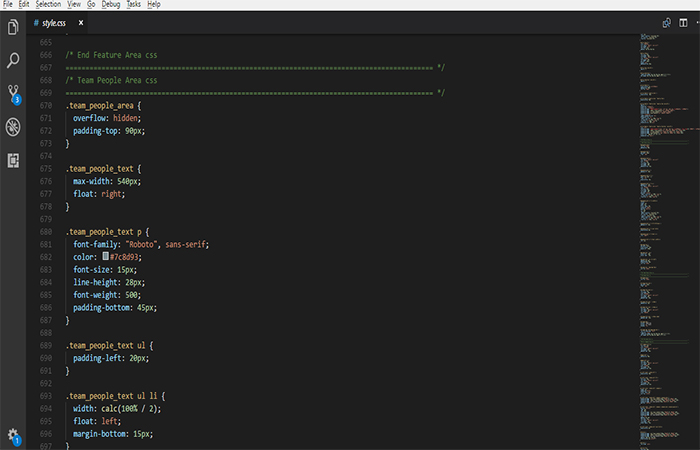 File Edit Selection View Go Debug Tasks Help
# style.css ×
665
666 /* End Feature Area css
667 ============================================================================================ */
668 /* Team People Area css
669 ============================================================================================ */
670 .team_people_area {
671 overflow: hidden;
672 padding-top: 90px;
673 }
674
675 .team_people_text {
676 max-width: 540px;
677 float: right;
678 }
679
680 .team_people_text p {
681 font-family: "Roboto", sans-serif;
682 color: #7c8d93;
683 font-size: 15px;
684 line-height: 28px;
685 font-weight: 500;
686 padding-bottom: 45px;
687 }
688
689 .team_people_text ul {
690 padding-left: 20px;
691 }
692
693 .team_people_text ul li {
694 width: calc(100% / 2);
695 float: left;
696 margin-bottom: 15px;
697 }
3
1